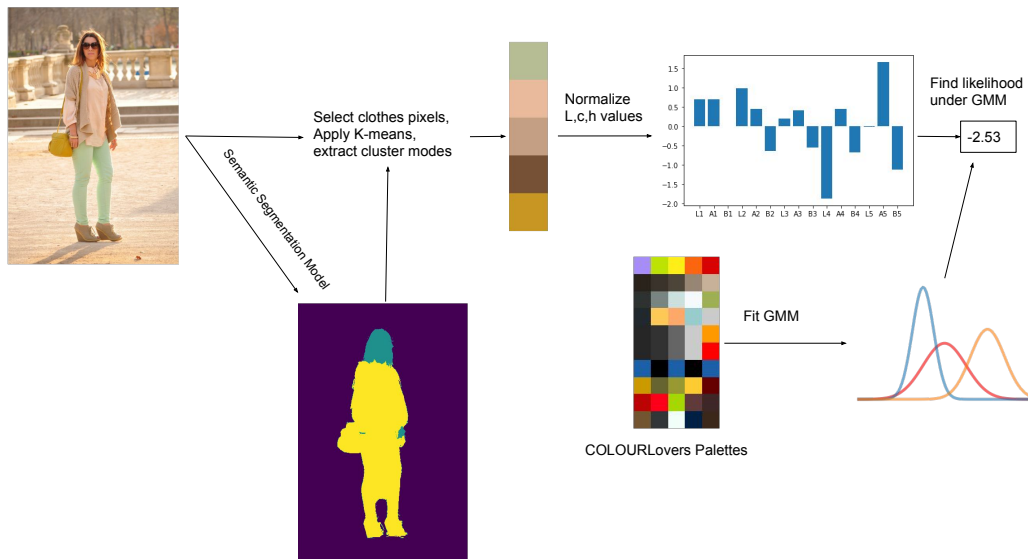 Select clothes pixels,
Apply K-means,
extract cluster modes
Semantic Segmentation Model
Normalize
L,c,h values
1.5
1.0
0.5
0.0
−0.5
−1.0
−1.5
−2.0
L1 A1 B1 L2 A2 B2 L3 A3 B3 L4 A4 B4 L5 A5 B5
Find likelihood
under GMM
-2.53
Fit GMM
COLOURLovers Palettes